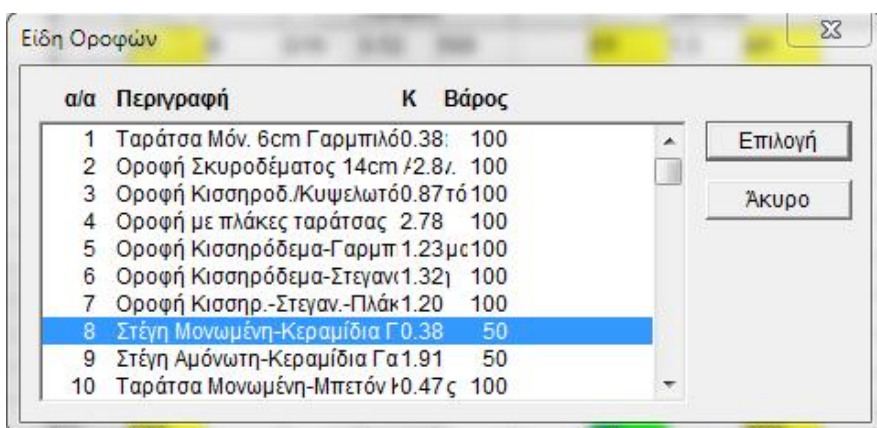 Είδη Οροφών
α/α Περιγραφή Κ Βάρος
1 Ταράτσα Μόν. 6cm Γαρμπιλό 0.38 100
2 Οροφή Σκυροδέματος 14cm 2.8 100
3 Οροφή Κισσηροδ./Κυψελωτό 0.87 τό 100
4 Οροφή με πλάκες ταράτσας 2.78 100
5 Οροφή Κισσηρόδεμα-Γαρμπ 1.23 100
6 Οροφή Κισσηρόδεμα-Στεγαν 1.32 100
7 Οροφή Κισσηρ.-Στεγαν.-Πλάκ 1.20 100
8 Στέγη Μονωμένη-Κεραμίδια Γ 0.38 50
9 Στέγη Αμόνωτη-Κεραμίδια Γα 1.91 50
10 Ταράτσα Μονωμένη-Μπετόν 0.47 ς 100
Επιλογή
Άκυρο